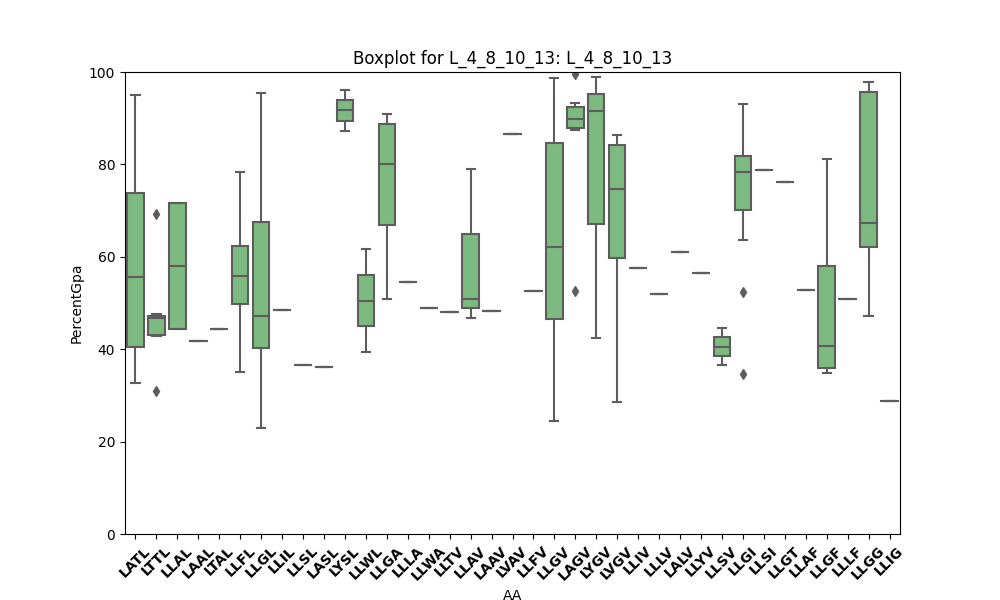 Boxplot for L_4_8_10_13: L_4_8_10_13
100
80
60
40
20
0
PercentGpa
LATL LTTL LLAL LAAL LTAL LLFL LLGL LLIL LLSL LASL LYSL LLWL LLGA LLLA LLWA LLTV LLAV LAAV LVAV LLFV LLGV LAGV LYGV LVGV LLIV LLLV LALV LLYV LLSV LLGI LLSI LLGT LLAF LLGF LLLF LLGG LLIG
AA